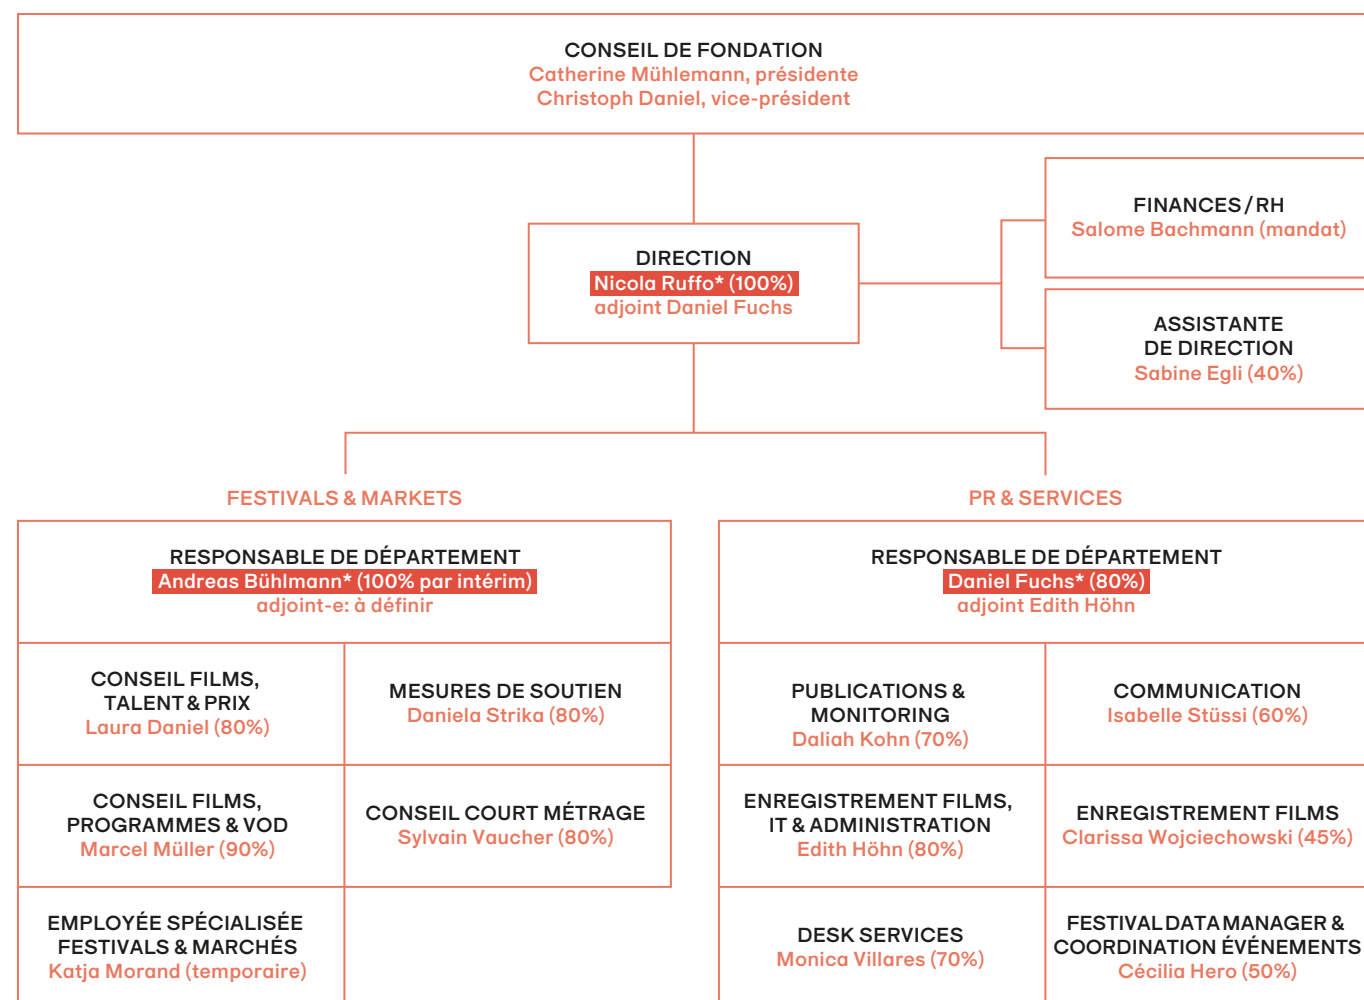 CONSEIL DE FONDATION
Catherine Mühlemann, présidente
Christoph Daniel, vice-président
FINANCES / RH
Salome Bachmann (mandat)
DIRECTION
Nicola Ruffo* (100%)
adjoint Daniel Fuchs
ASSISTANTE
DE DIRECTION
Sabine Egli (40%)
FESTIVALS & MARKETS
RESPONSABLE DE DÉPARTEMENT
Andreas Bühlmann* (100% par intérim)
adjoint-e: à définir
CONSEIL FILMS,
TALENT & PRIX
Laura Daniel (80%)
MESURES DE SOUTIEN
Daniela Strika (80%)
CONSEIL FILMS,
PROGRAMMES & VOD
Marcel Müller (90%)
CONSEIL COURT MÉTRAGE
Sylvain Vaucher (80%)
EMPLOYÉE SPÉCIALISÉE
FESTIVALS & MARCHÉS
Katja Morand (temporaire)
PR & SERVICES
RESPONSABLE DE DÉPARTEMENT
Daniel Fuchs* (80%)
adjoint Edith Höhn
PUBLICATIONS &
MONITORING
Daliah Kohn (70%)
COMMUNICATION
Isabelle Stüssi (60%)
ENREGISTREMENT FILMS,
IT & ADMINISTRATION
Edith Höhn (80%)
ENREGISTREMENT FILMS
Clarissa Wojciechowski (45%)
DESK SERVICES
Monica Villares (70%)
FESTIVAL DATA MANAGER &
COORDINATION ÉVÉNEMENTS
Cécilia Hero (50%)